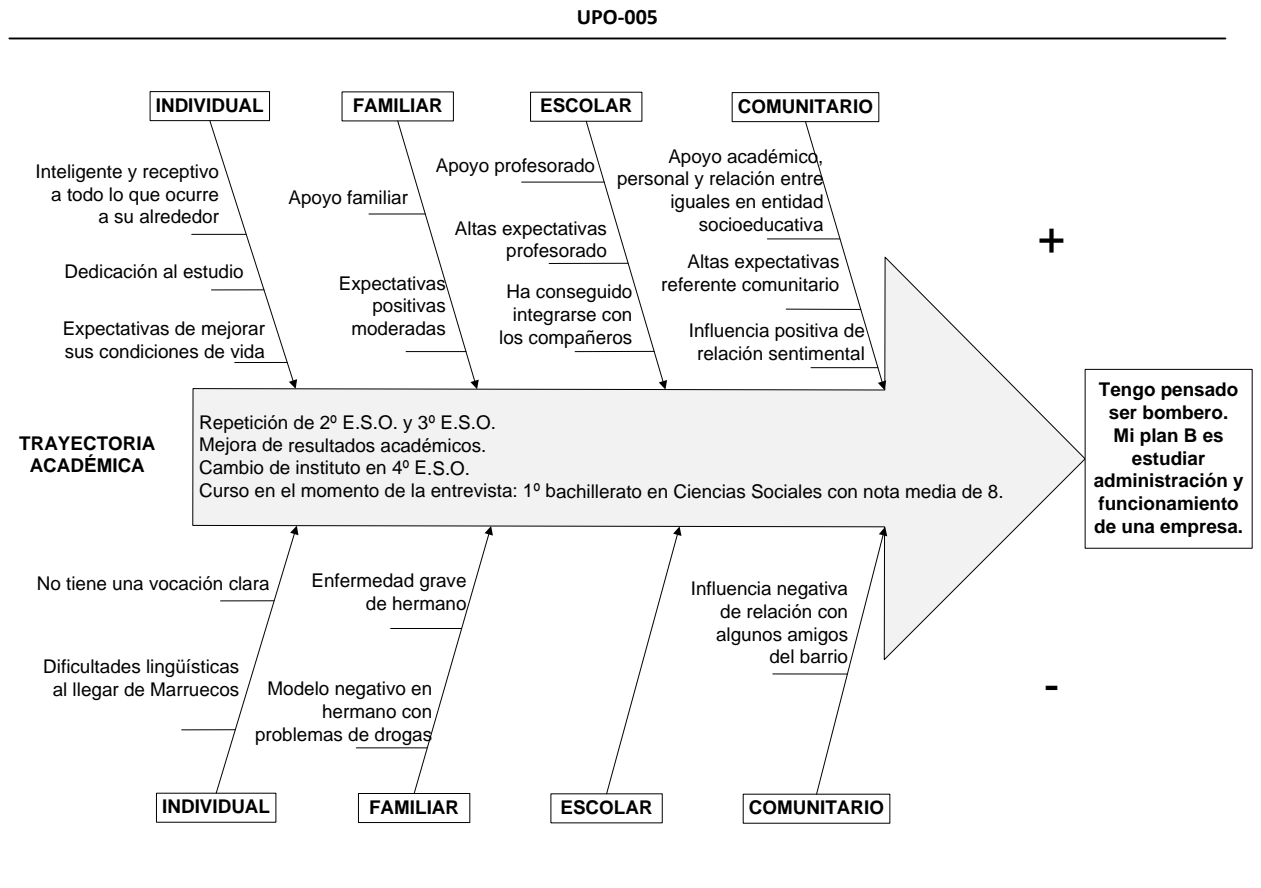 UPO-005
INDIVIDUAL
FAMILIAR
ESCOLAR
COMUNITARIO
Inteligente y receptivo
a todo lo que ocurre
a su alrededor
Dedicación al estudio
Expectativas de mejorar
sus condiciones de vida
Apoyo familiar
Expectativas
positivas
moderadas
Apoyo profesorado
Altas expectativas
profesorado
Ha conseguido
integrarse con
los compañeros
Apoyo académico,
personal y relación entre
iguales en entidad
socioeducativa
Altas expectativas
referente comunitario
Influencia positiva de
relación sentimental
+
TRAYECTORIA
ACADÉMICA
Repetición de 2º E.S.O. y 3º E.S.O.
Mejora de resultados académicos.
Cambio de instituto en 4º E.S.O.
Curso en el momento de la entrevista: 1º bachillerato en Ciencias Sociales con nota media de 8.
Tengo pensado
ser bombero.
Mi plan B es
estudiar
administración y
funcionamiento
de una empresa.
No tiene una vocación clara
Dificultades lingüísticas
al llegar de Marruecos
Enfermedad grave
de hermano
Modelo negativo en
hermano con
problemas de drogas
Influencia negativa
de relación con
algunos amigos
del barrio
-
INDIVIDUAL
FAMILIAR
ESCOLAR
COMUNITARIO